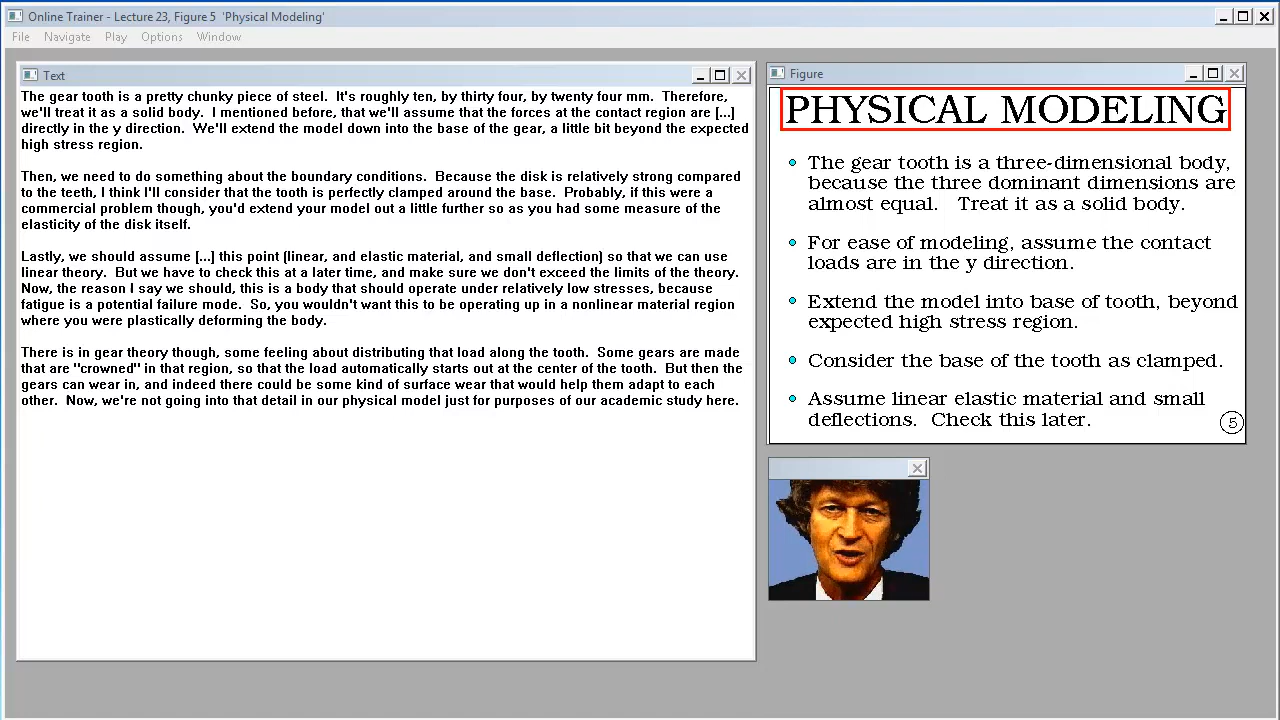 Online Trainer - Lecture 23, Figure 5 'Physical Modeling'
File Navigate Play Options Window
Text
The gear tooth is a pretty chunky piece of steel. It's roughly ten, by thirty four, by twenty four mm. Therefore,
we'll treat it as a solid body. I mentioned before, that we'll assume that the forces at the contact region are [...]
directly in the y direction. We'll extend the model down into the base of the gear, a little bit beyond the expected
high stress region.
Then, we need to do something about the boundary conditions. Because the disk is relatively strong compared
to the teeth, I think I'll consider that the tooth is perfectly clamped around the base. Probably, if this were a
commercial problem though, you'd extend your model out a little further so as you had some measure of the
elasticity of the disk itself.
Lastly, we should assume [...] this point (linear, and elastic material, and small deflection) so that we can use
linear theory. But we have to check this at a later time, and make sure we don't exceed the limits of the theory.
Now, the reason I say we should, this is a body that should operate under relatively low stresses, because
fatigue is a potential failure mode. So, you wouldn't want this to be operating up in a nonlinear material region
where you were plastically deforming the body.
There is in gear theory though, some feeling about distributing that load along the tooth. Some gears are made
that are "crowned" in that region, so that the load automatically starts out at the center of the tooth. But then the
gears can wear in, and indeed there could be some kind of surface wear that would help them adapt to each
other. Now, we're not going into that detail in our physical model just for purposes of our academic study here.
Figure
PHYSICAL MODELING
• The gear tooth is a three-dimensional body,
because the three dominant dimensions are
almost equal. Treat it as a solid body.
• For ease of modeling, assume the contact
loads are in the y direction.
• Extend the model into base of tooth, beyond
expected high stress region.
• Consider the base of the tooth as clamped.
• Assume linear elastic material and small
deflections. Check this later.
5